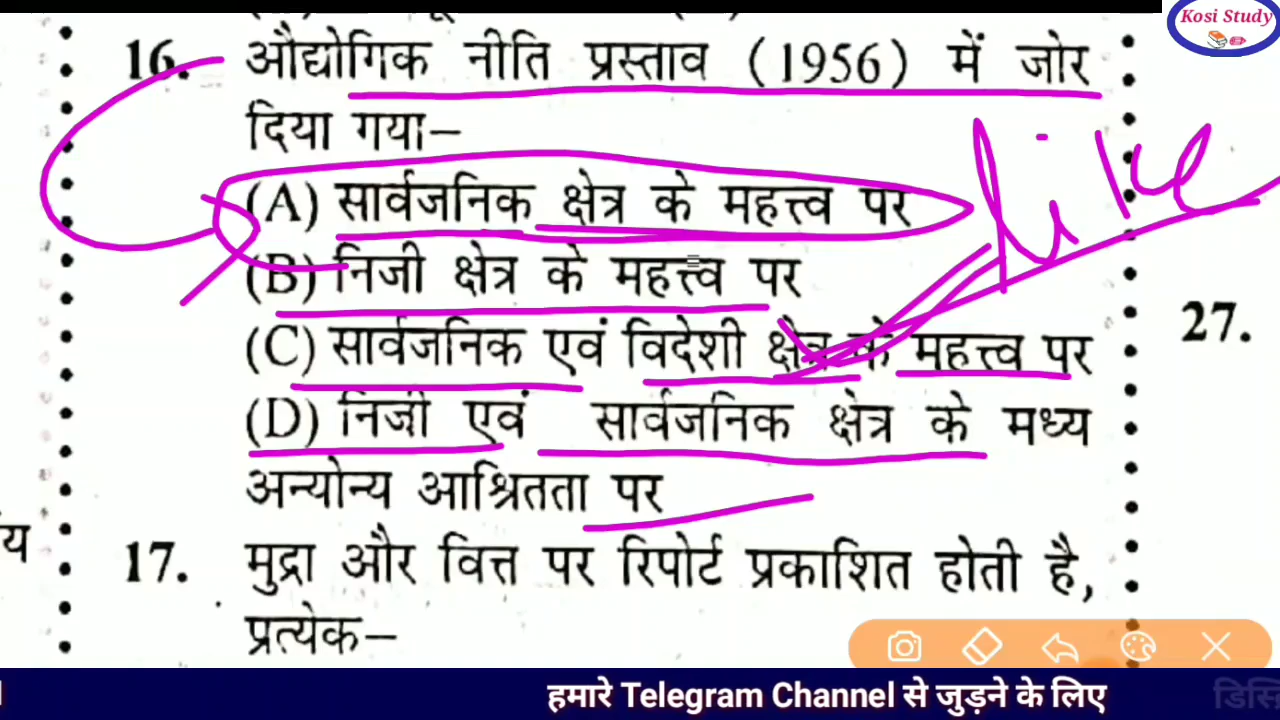 Kosi Study
16. औद्योगिक नीति प्रस्ताव (1956) में जोर
दिया गया–
(A) सार्वजनिक क्षेत्र के महत्त्व पर
(B) निजी क्षेत्र के महत्त्व पर
(C) सार्वजनिक एवं विदेशी क्षेत्र के महत्त्व पर
(D) निजी एवं सार्वजनिक क्षेत्र के मध्य
अन्योन्य आश्रितता पर
17. मुद्रा और वित्त पर रिपोर्ट प्रकाशित होती है,
प्रत्येक–
like
27.
हमारे Telegram Channel से जुड़ने के लिए